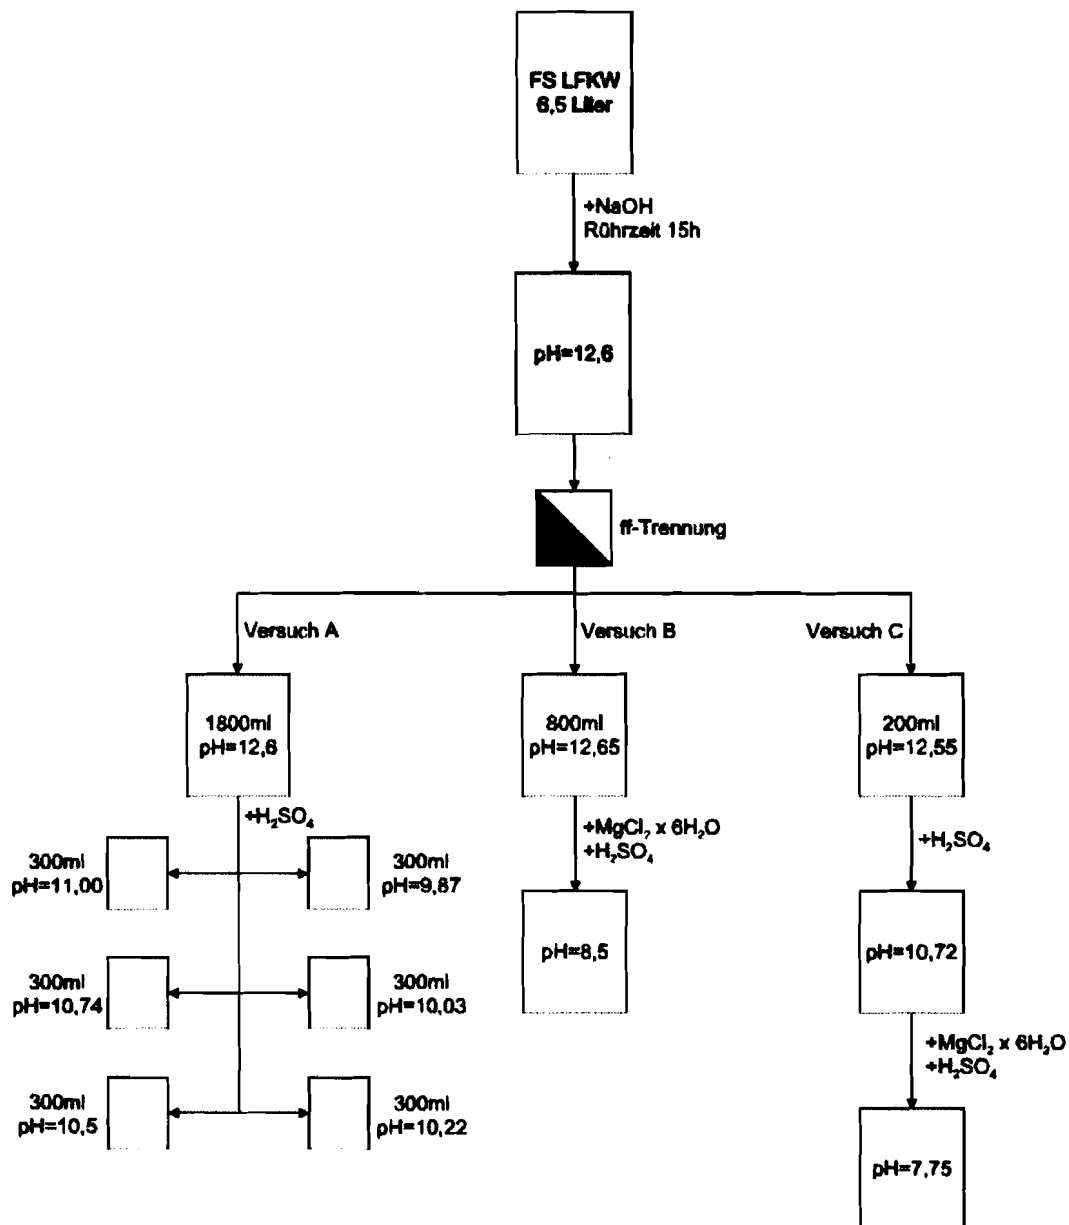 FS LFKW
6,5 Liter
+NaOH
Rührzeit 15h
pH=12,6
ff-Trennung
Versuch A
Versuch B
Versuch C
1800ml
pH=12,6
800ml
pH=12,65
200ml
pH=12,55
+H₂SO₄
+MgCl₂ x 6H₂O
+H₂SO₄
+H₂SO₄
300ml
pH=11,00
300ml
pH=9,87
pH=8,5
pH=10,72
300ml
pH=10,74
300ml
pH=10,03
+MgCl₂ x 6H₂O
+H₂SO₄
300ml
pH=10,5
300ml
pH=10,22
pH=7,75